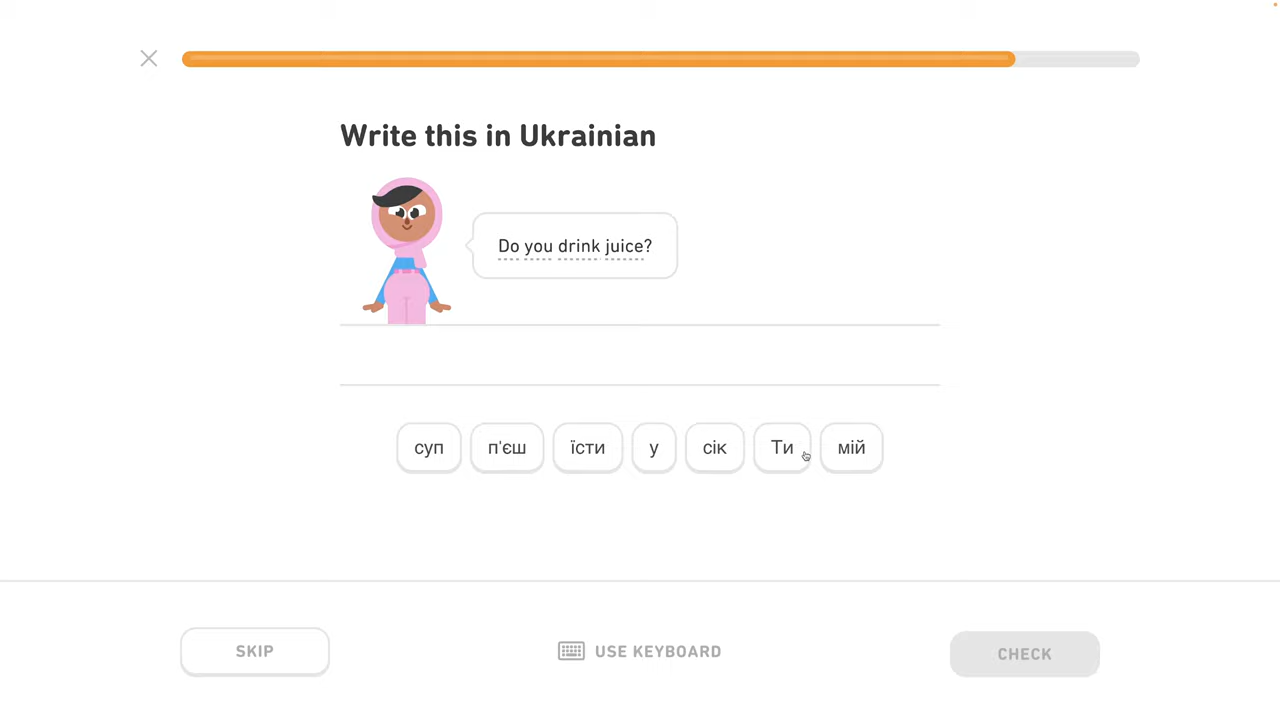 Write this in Ukrainian
Do you drink juice?
суп п'єш їсти у сік Ти мій
SKIP USE KEYBOARD CHECK